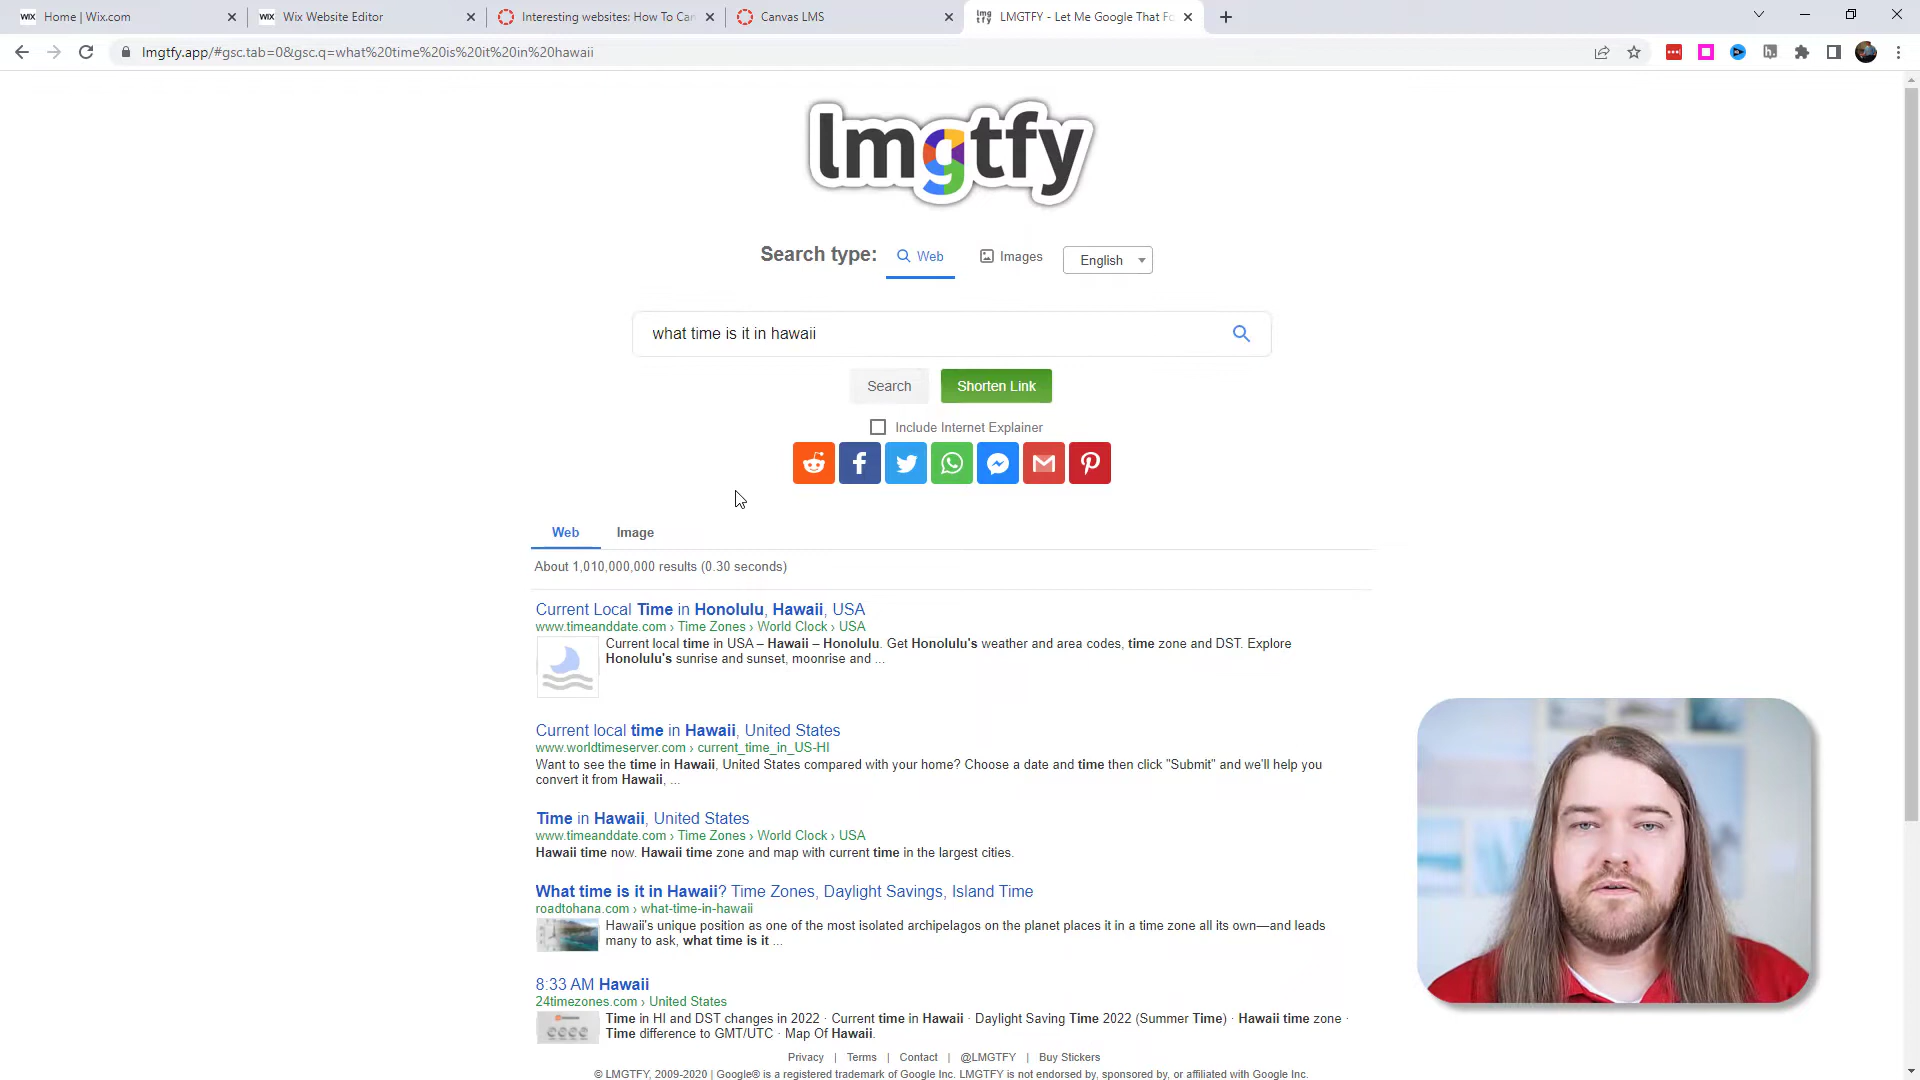 WIX Home | Wix.com
WIX Wix Website Editor
Interesting websites: How To Can
Canvas LMS
lmg tfy LMGTFY - Let Me Google That Fo
lmgtfy.app/#gsc.tab=0&gsc.q=what%20time%20is%20it%20in%20hawaii
lmgtfy
Search type: Web Images English
what time is it in hawaii
Search Shorten Link
Include Internet Explainer
Web Image
About 1,010,000,000 results (0.30 seconds)
Current Local Time in Honolulu, Hawaii, USA
www.timeanddate.com › Time Zones › World Clock › USA
Current local time in USA – Hawaii – Honolulu. Get Honolulu's weather and area codes, time zone and DST. Explore
Honolulu's sunrise and sunset, moonrise and ...
Current local time in Hawaii, United States
www.worldtimeserver.com › current_time_in_US-HI
Want to see the time in Hawaii, United States compared with your home? Choose a date and time then click "Submit" and we'll help you
convert it from Hawaii, ...
Time in Hawaii, United States
www.timeanddate.com › Time Zones › World Clock › USA
Hawaii time now. Hawaii time zone and map with current time in the largest cities.
What time is it in Hawaii? Time Zones, Daylight Savings, Island Time
roadtohana.com › what-time-in-hawaii
Hawaii's unique position as one of the most isolated archipelagos on the planet places it in a time zone all its own—and leads
many to ask, what time is it ...
8:33 AM Hawaii
24timezones.com › United States
Time in HI and DST changes in 2022 · Current time in Hawaii · Daylight Saving Time 2022 (Summer Time) · Hawaii time zone ·
Time difference to GMT/UTC · Map Of Hawaii.
Privacy | Terms | Contact | @LMGTFY | Buy Stickers
© LMGTFY, 2009-2020 | Google® is a registered trademark of Google Inc. LMGTFY is not endorsed by, sponsored by, or affiliated with Google Inc.